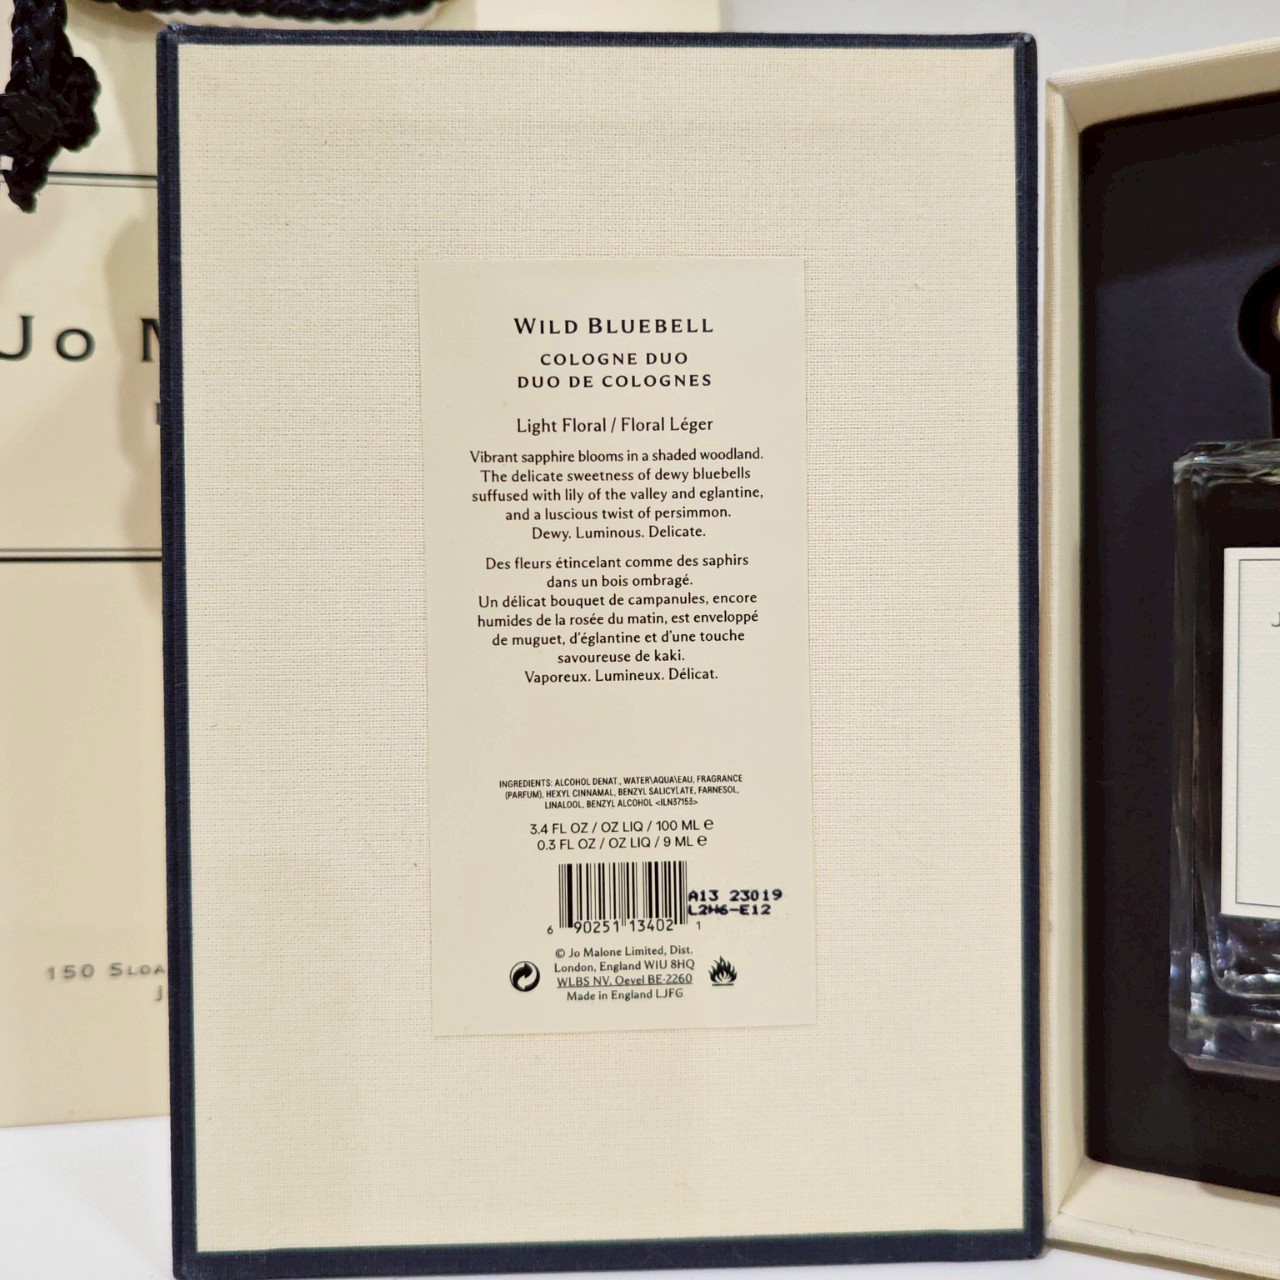 Jo
150
WILD BLUEBELL
COLOGNE DUO
DUO DE COLOGNES
Light Floral / Floral Léger
Vibrant sapphire blooms in a shaded woodland.
The delicate sweetness of dewy bluebells
suffused with lily of the valley and eglantine,
and a luscious twist of persimmon.
Dewy. Luminous. Delicate.
Des fleurs étincelant comme des saphirs
dans un bois ombragé.
Un délicat bouquet de campanules, encore
humides de la rosée du matin, est enveloppé
de muguet, d'églantine et d'une touche
savoureuse de kaki.
Vaporeux. Lumineux. Délicat.
INGREDIENTS: ALCOHOL DENAT., WATER\AQUA\EAU, FRAGRANCE
(PARFUM), HEXYL CINNAMAL, BENZYL SALICYLATE, FARNESOL,
LINALOOL, BENZYL ALCOHOL <ILN37153>
3.4 FL OZ / OZ LIQ / 100 ML e
0.3 FL OZ / OZ LIQ / 9 ML e
A13 23019
L2H6-E12
6 90251 13402 1
© Jo Malone Limited, Dist.
London, England W1U 8HQ
WLBS NV, Oevel BE-2260
Made in England LJFG